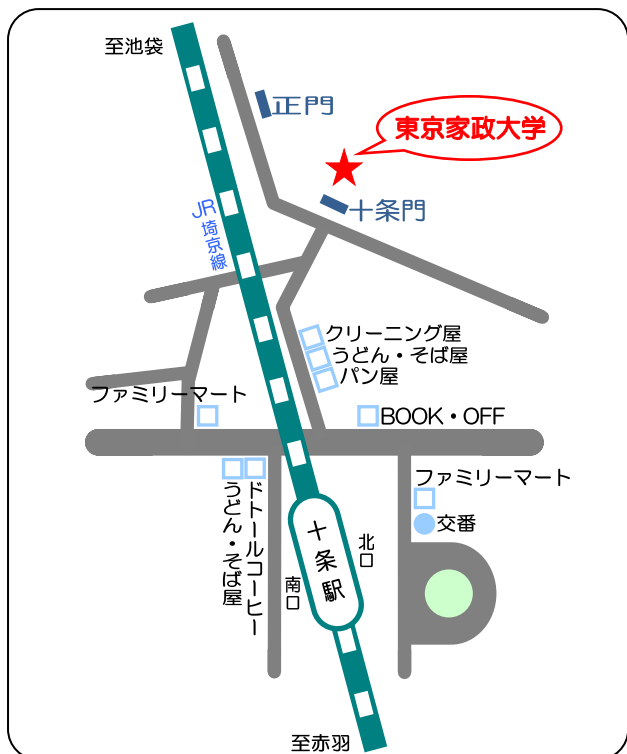 至池袋
正門
東京家政大学
十条門
JR埼京線
クリーニング屋
うどん・そば屋
パン屋
ファミリーマート
BOOK・OFF
ファミリーマート
交番
ドトールコーヒー
うどん・そば屋
十条駅
北口
南口
至赤羽